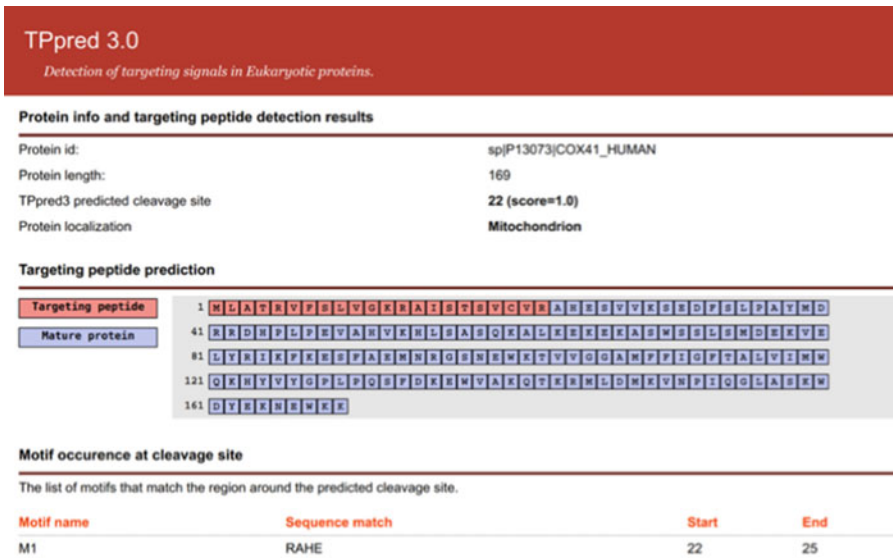 TPpred 3.0
Detection of targeting signals in Eukaryotic proteins.
Protein info and targeting peptide detection results
Protein id: sp|P13073|COX41_HUMAN
Protein length: 169
TPpred3 predicted cleavage site 22 (score=1.0)
Protein localization Mitochondrion
Targeting peptide prediction
Targeting peptide 1 M L A T R V F S L V G K R A I S T S V C V R A H E S V V K S E D F S L P A Y M D
Mature protein 41 R R D H P L P E V A H V K H L S A S Q K A L K E K E K A S W S S L S M D E K V E
81 L Y R I K F K E S F A E M N R G S N E W K T V V G G A M F F I G F T A L V I M W
121 Q K H Y V Y G P L P Q S F D K E W V A K Q T K R M L D M K V N P I Q G L A S K W
161 D Y E K N E W K K
Motif occurence at cleavage site
The list of motifs that match the region around the predicted cleavage site.
Motif name Sequence match Start End
M1 RAHE 22 25